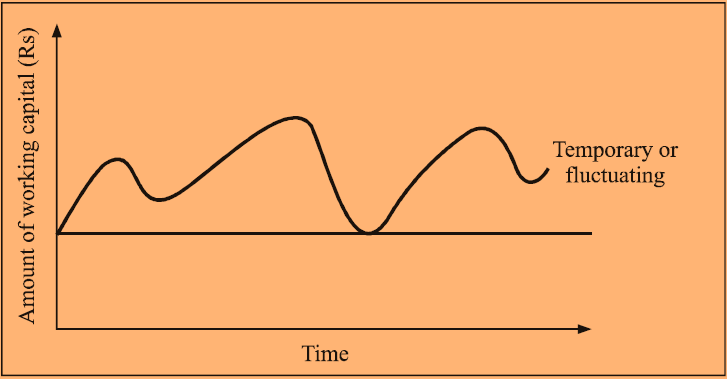 Amount of working capital (Rs)
Temporary or
fluctuating
Time